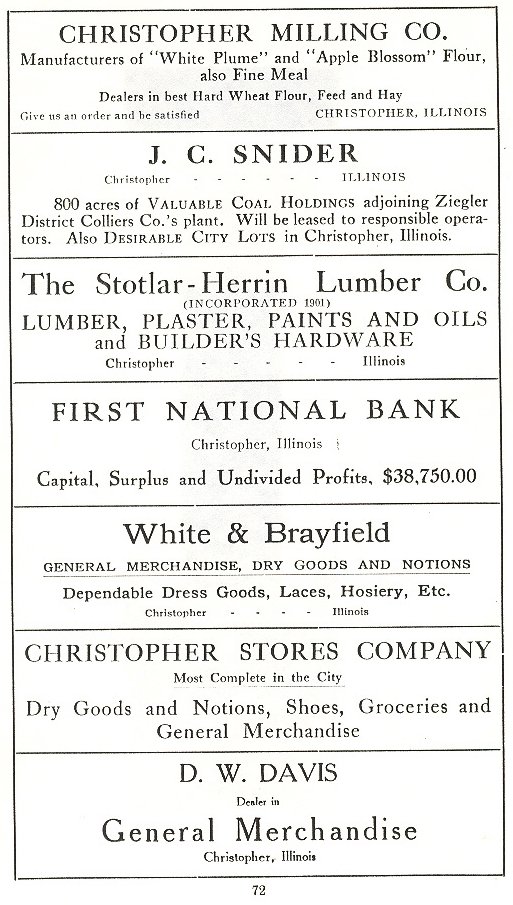 CHRISTOPHER MILLING CO.
Manufacturers of "White Plume" and "Apple Blossom" Flour,
also Fine Meal
Dealers in best Hard Wheat Flour, Feed and Hay
Give us an order and be satisfied CHRISTOPHER, ILLINOIS
J. C. SNIDER
Christopher - - - - - - ILLINOIS
800 acres of VALUABLE COAL HOLDINGS adjoining Ziegler
District Colliers Co.'s plant. Will be leased to responsible opera-
tors. Also DESIRABLE CITY LOTS in Christopher, Illinois.
The Stotlar-Herrin Lumber Co.
(INCORPORATED 1901)
LUMBER, PLASTER, PAINTS AND OILS
and BUILDER'S HARDWARE
Christopher - - - - - Illinois
FIRST NATIONAL BANK
Christopher, Illinois
Capital, Surplus and Undivided Profits, $38,750.00
White & Brayfield
GENERAL MERCHANDISE, DRY GOODS AND NOTIONS
Dependable Dress Goods, Laces, Hosiery, Etc.
Christopher - - - - Illinois
CHRISTOPHER STORES COMPANY
Most Complete in the City
Dry Goods and Notions, Shoes, Groceries and
General Merchandise
D. W. DAVIS
Dealer in
General Merchandise
Christopher, Illinois
72